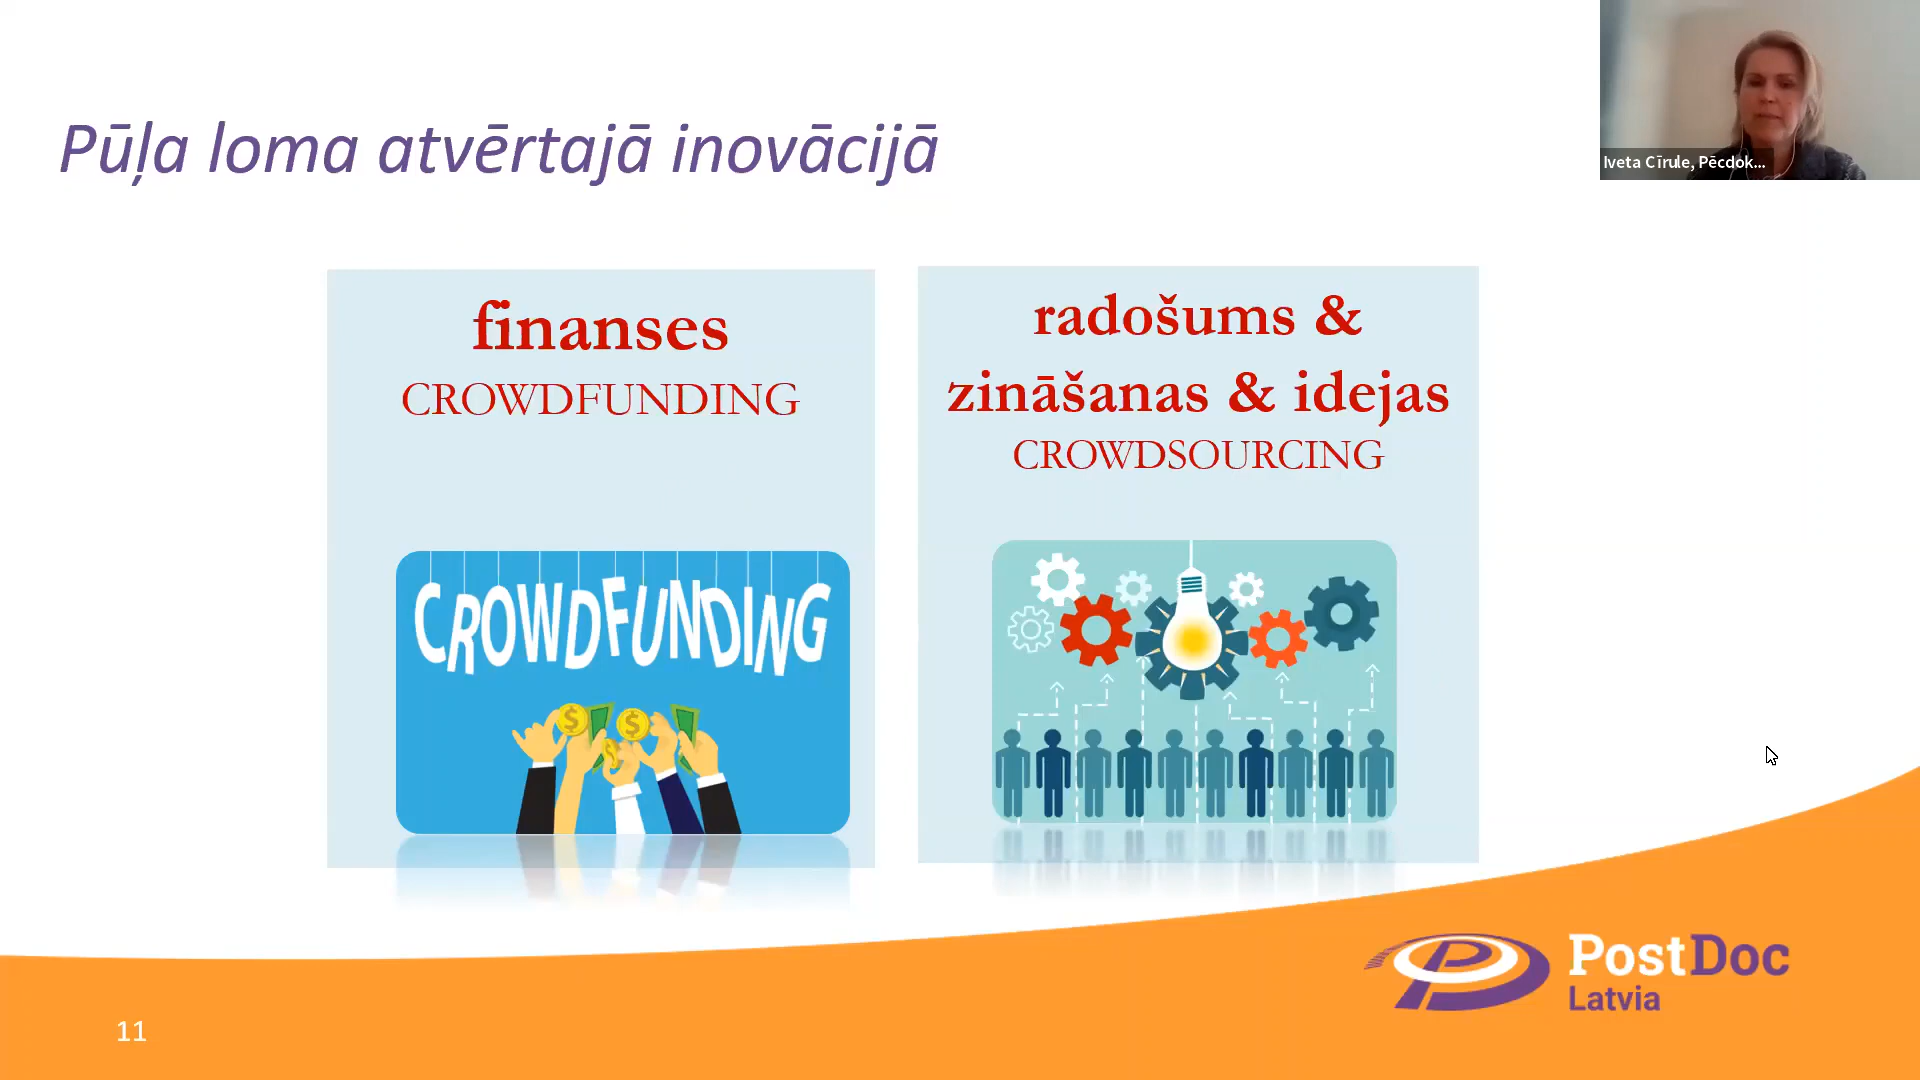 Pūļa loma atvērtajā inovācijā
Iveta Cīrule, Pēcdok...
finanses
CROWDFUNDING
CROWDFUNDING
radošums &
zināšanas & idejas
CROWDSOURCING
PostDoc
Latvia
11